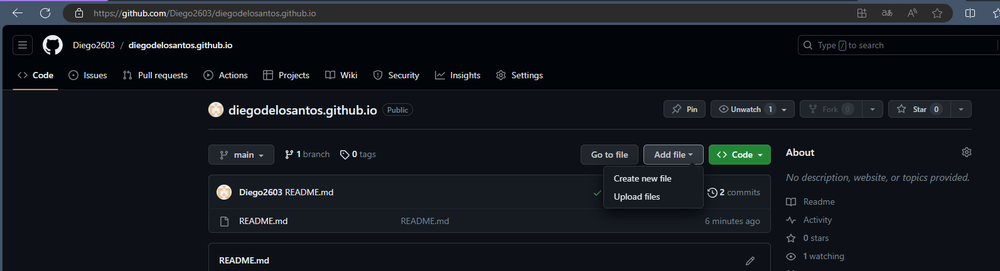 https://github.com/Diego2603/diegodelosantos.github.io
Diego2603 / diegodelosantos.github.io
Type / to search
Code Issues Pull requests Actions Projects Wiki Security Insights Settings
diegodelosantos.github.io Public
Pin Unwatch 1 Fork 0 Star 0
main 1 branch 0 tags Go to file Add file Code
About
Create new file
Upload files
No description, website, or topics provided.
Diego2603 README.md 2 commits
Readme
README.md README.md 6 minutes ago
Activity
0 stars
1 watching
README.md